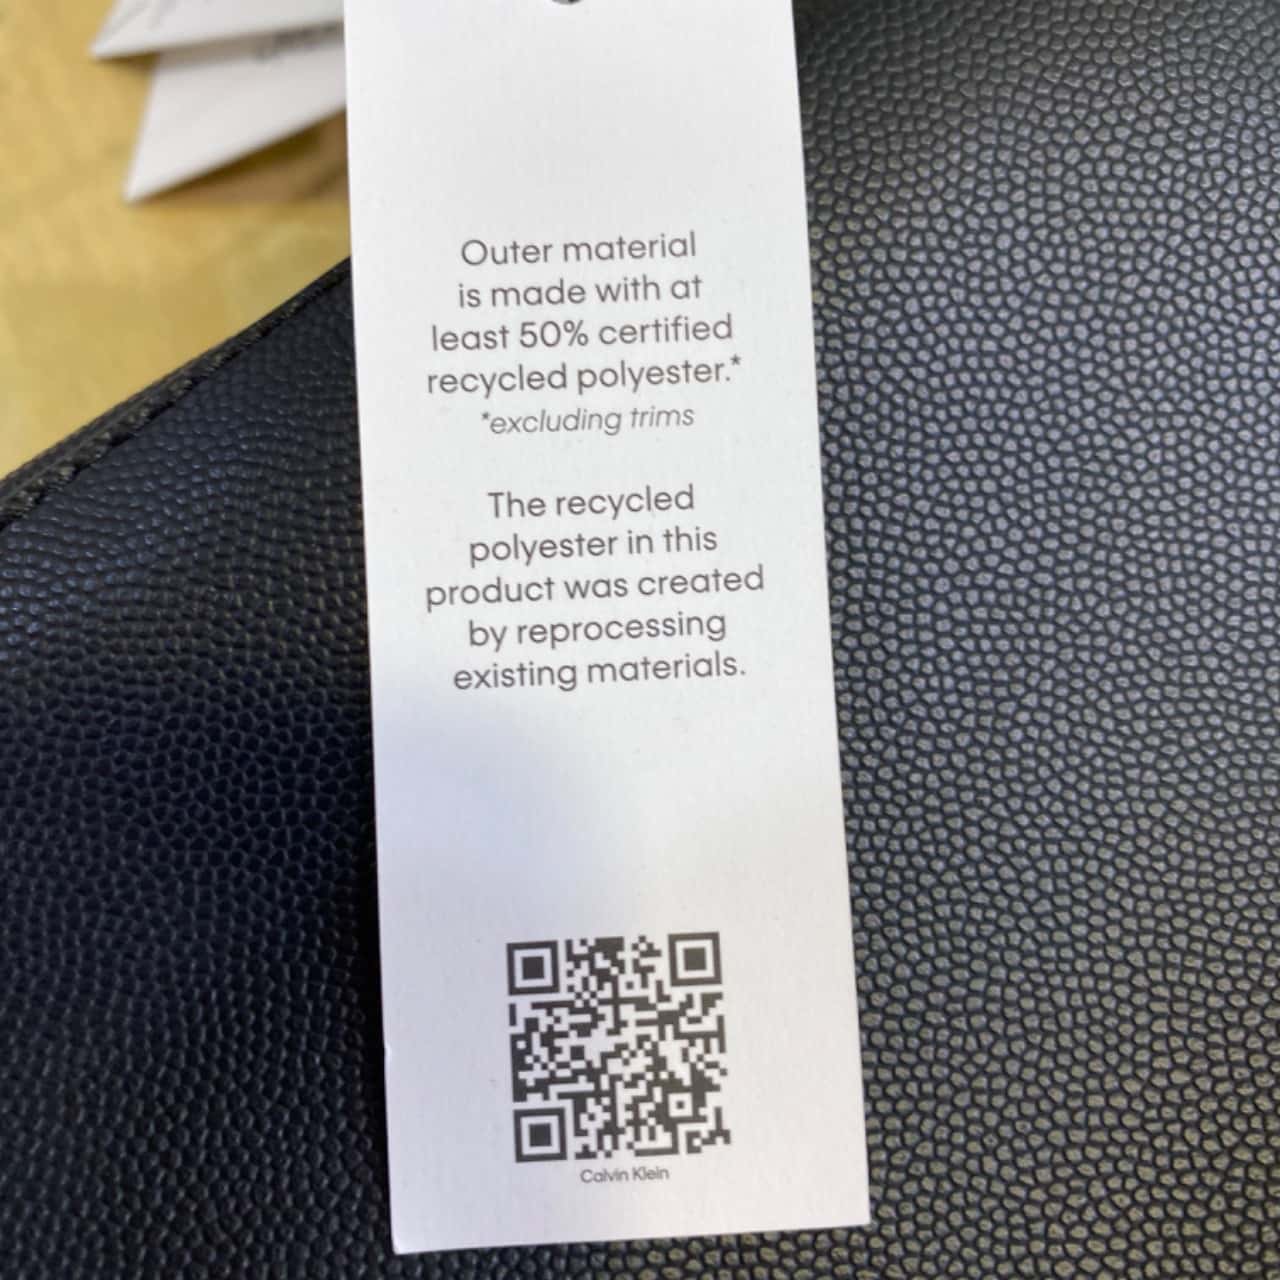 Outer material
is made with at
least 50% certified
recycled polyester.*
*excluding trims
The recycled
polyester in this
product was created
by reprocessing
existing materials.
Calvin Klein